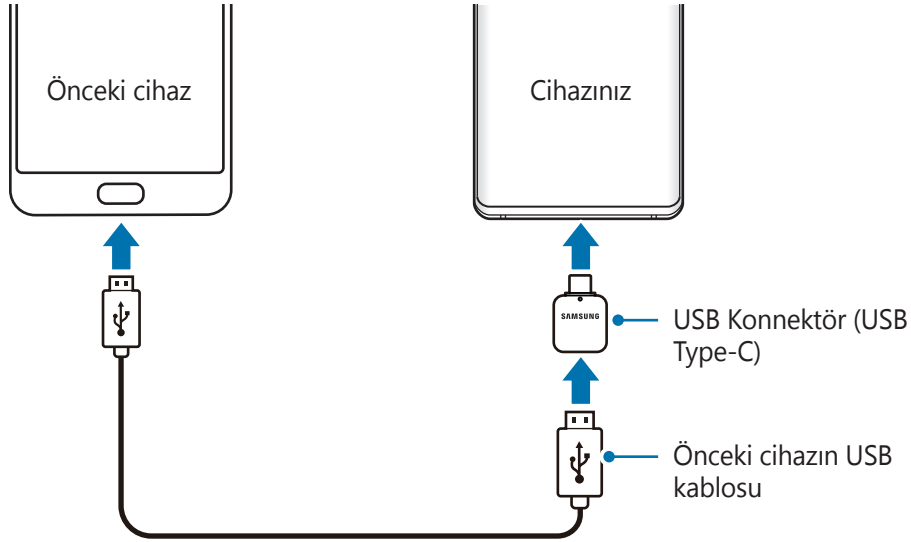 Önceki cihaz
Cihazınız
SAMSUNG
USB Konnektör (USB
Type-C)
Önceki cihazın USB
kablosu